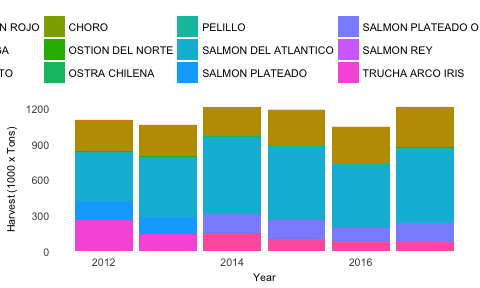 N ROJO CHORO PELILLO SALMON PLATEADO O
GA OSTION DEL NORTE SALMON DEL ATLANTICO SALMON REY
TO OSTRA CHILENA SALMON PLATEADO TRUCHA ARCO IRIS
1200
900
600
300
0
Harvest (1000 x Tons)
2012 2014 2016
Year